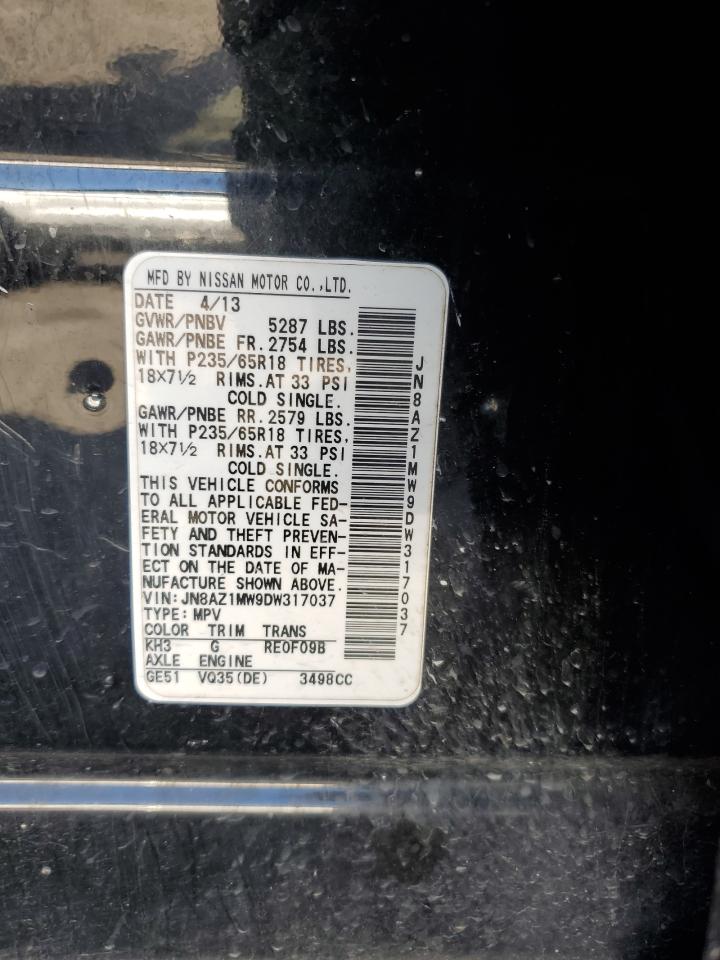 MFD BY NISSAN MOTOR CO.,LTD.
DATE 4/13
GVWR/PNBV 5287 LBS.
GAWR/PNBE FR. 2754 LBS.
WITH P235/65R18 TIRES,
18×7½ RIMS. AT 33 PSI
COLD SINGLE.
GAWR/PNBE RR. 2579 LBS.
WITH P235/65R18 TIRES,
18×7½ RIMS. AT 33 PSI
COLD SINGLE.
THIS VEHICLE CONFORMS
TO ALL APPLICABLE FED-
ERAL MOTOR VEHICLE SA-
FETY AND THEFT PREVEN-
TION STANDARDS IN EFF-
ECT ON THE DATE OF MA-
NUFACTURE SHOWN ABOVE.
VIN:JN8AZ1MW9DW317037
TYPE:MPV
COLOR TRIM TRANS
KH3 G RE0F09B
AXLE ENGINE
GE51 VQ35(DE) 3498CC
JN8AZ1MW9DW317037